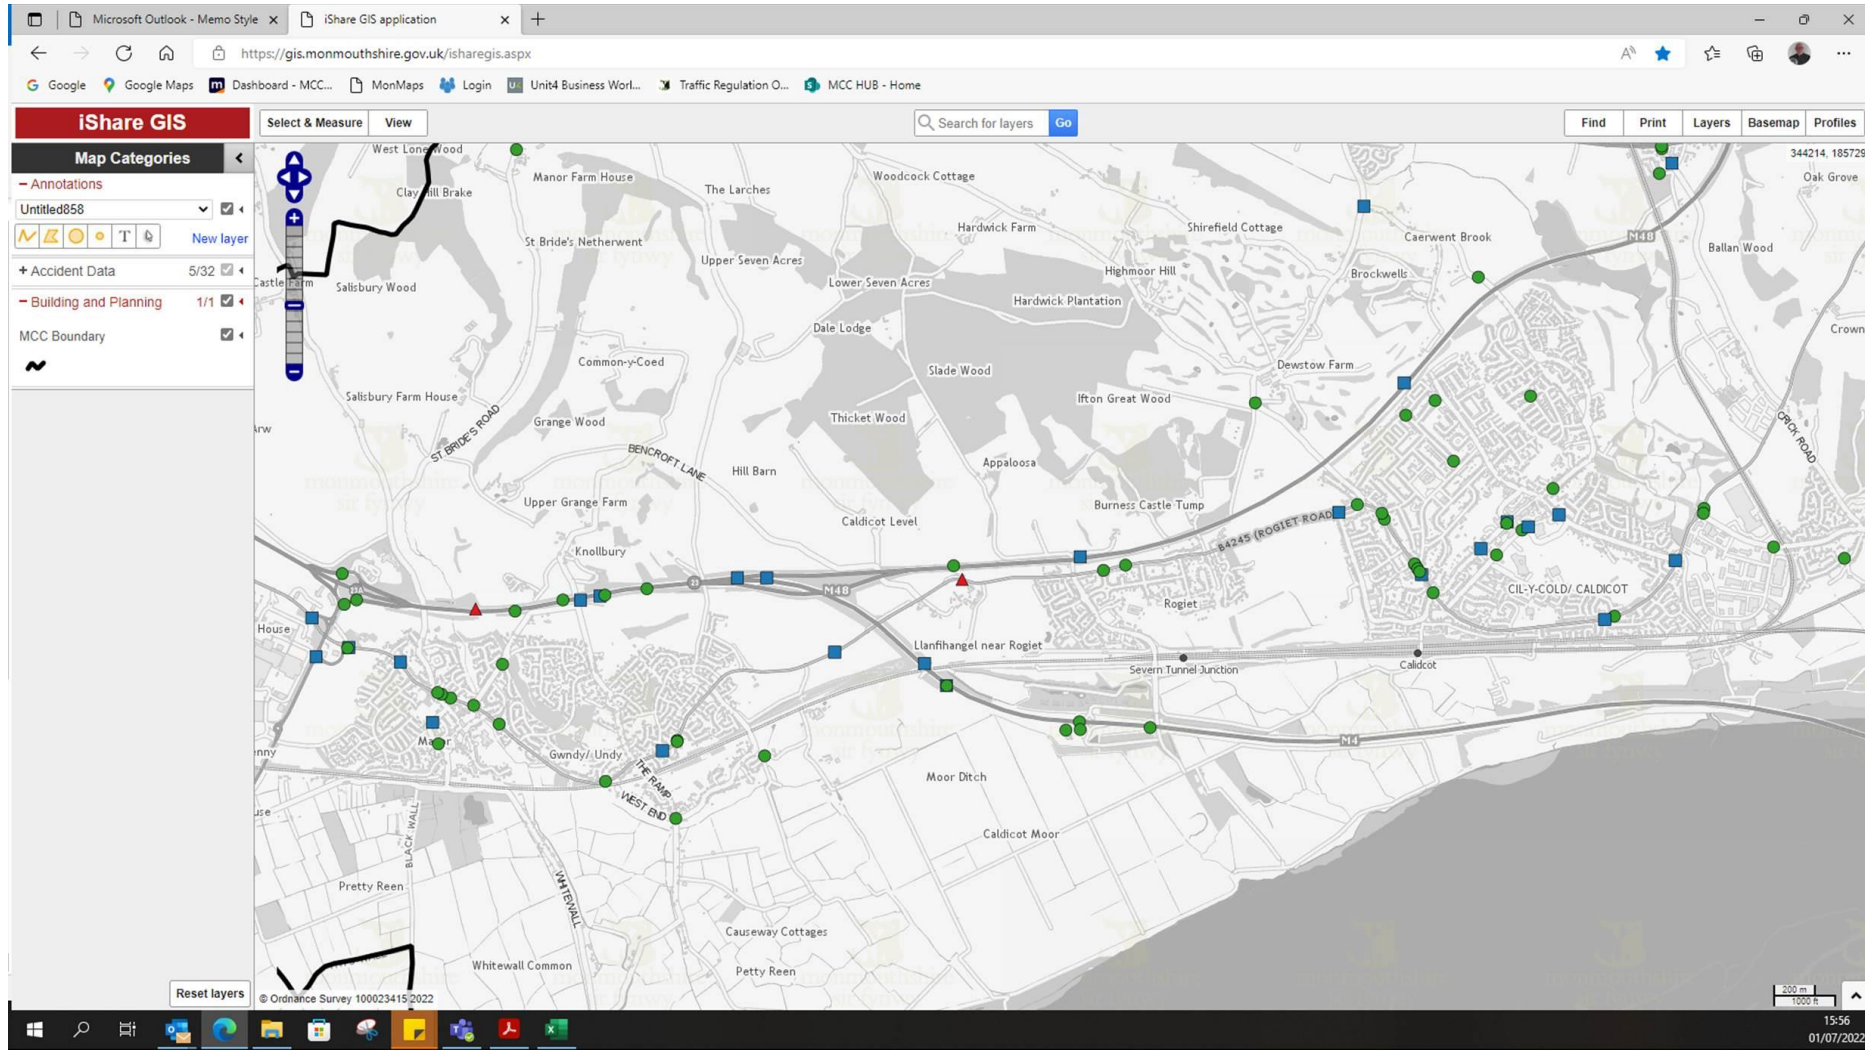 Microsoft Outlook - Memo Style
iShare GIS application
https://gis.monmouthshire.gov.uk/isharegis.aspx
Google
Google Maps
Dashboard - MCC...
MonMaps
Login
Unit4 Business Worl...
Traffic Regulation O...
MCC HUB - Home
iShare GIS
Select & Measure
View
Search for layers
Go
Find
Print
Layers
Basemap
Profiles
Map Categories
Annotations
Untitled858
T
New layer
Accident Data 5/32
Building and Planning 1/1
MCC Boundary
Reset layers
344214, 185729
West Lone Wood
Manor Farm House
Woodcock Cottage
Oak Grove
Clay Hill Brake
The Larches
Hardwick Farm
Shirefield Cottage
Caerwent Brook
M48
Ballan Wood
St Bride's Netherwent
Upper Seven Acres
Highmoor Hill
Brockwells
Castle Farm
Salisbury Wood
Lower Seven Acres
Hardwick Plantation
Dale Lodge
Crown
Common-y-Coed
Slade Wood
Dewstow Farm
Salisbury Farm House
Ifton Great Wood
ST BRIDE'S ROAD
Grange Wood
Thicket Wood
CRICK ROAD
BENCROFT LANE
Hill Barn
Appaloosa
Upper Grange Farm
Burness Castle Tump
Caldicot Level
B4245 (ROGIET ROAD)
Knollbury
23A
23
M48
CIL-Y-COLD/ CALDICOT
Rogiet
House
Llanfihangel near Rogiet
Severn Tunnel Junction
Calidcot
Gwndy/ Undy
M4
THE RAMP
Moor Ditch
WEST END
BLACK WALL
Caldicot Moor
Pretty Reen
WHITEWALL
Causeway Cottages
Whitewall Common
Petty Reen
© Ordnance Survey 100023415 2022
200 m
1000 ft
15:56
01/07/2022